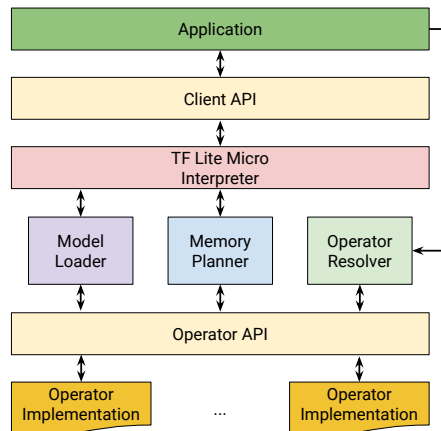 Application
Client API
TF Lite Micro
Interpreter
Model
Loader
Memory
Planner
Operator
Resolver
Operator API
Operator
Implementation
...
Operator
Implementation